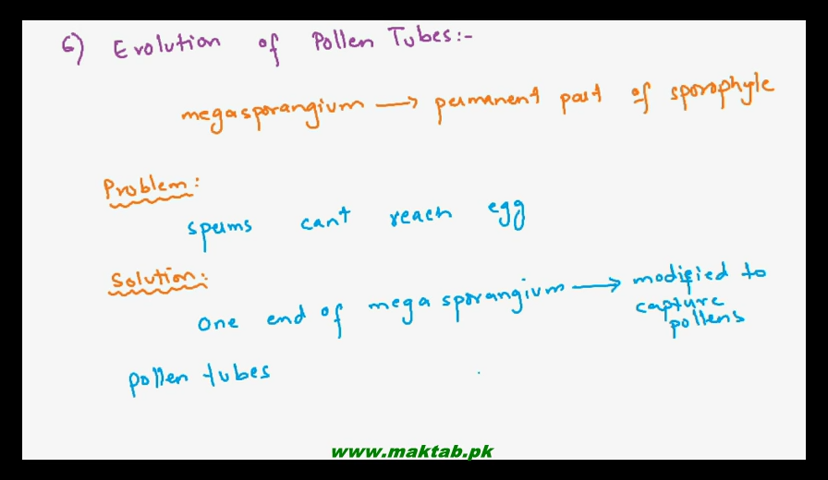 6) Evolution of Pollen Tubes:-
megasporangium → permanent part of sporophyle
Problem:
sperms cant reach egg
Solution:
One end of mega sporangium → modified to
capture
pollens
pollen tubes
www.maktab.pk